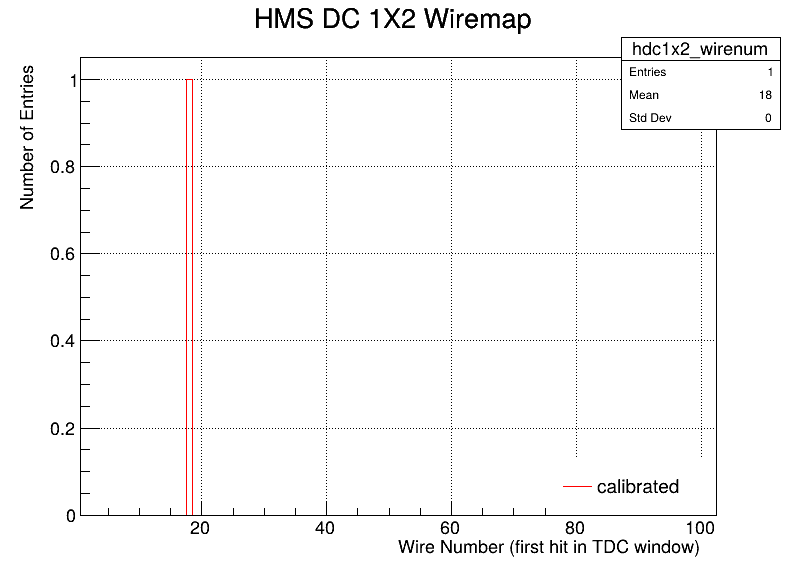 HMS DC 1X2 Wiremap
hdc1x2_wirenum
Entries 1
Mean 18
Std Dev 0
Number of Entries
1
0.8
0.6
0.4
0.2
0
calibrated
20 40 60 80 100
Wire Number (first hit in TDC window)